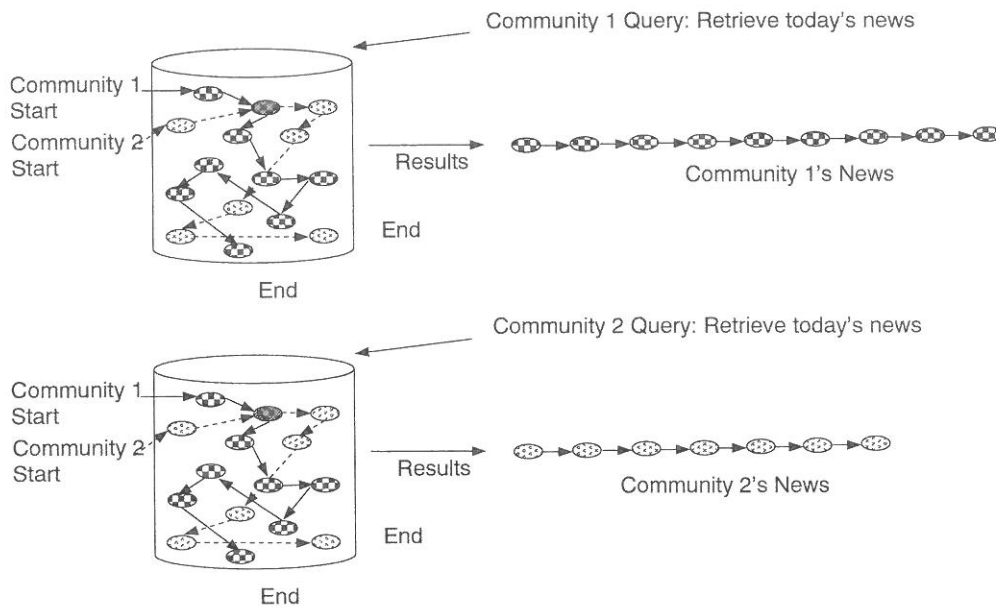 Community 1 Query: Retrieve today's news
Community 1
Start
Community 2
Start
Results
Community 1's News
End
End
Community 2 Query: Retrieve today's news
Community 1
Start
Community 2
Start
Results
Community 2's News
End
End